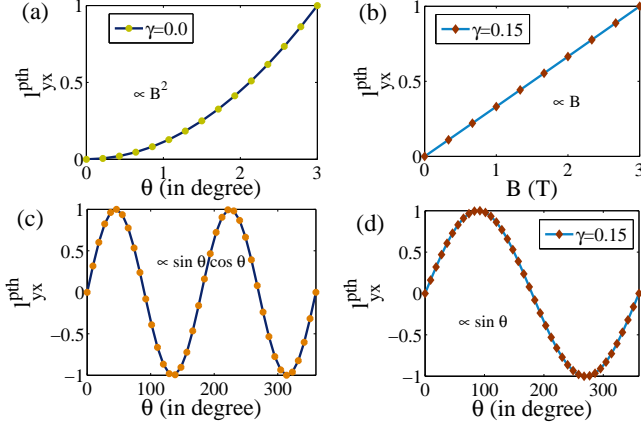 (a)
γ=0.0
∝ B²
l^pth_yx
1
0.5
0
0 1 2 3
θ (in degree)
(b)
γ=0.15
∝ B
l^pth_yx
1
0.5
0
0 1 2 3
B (T)
(c)
∝ sin θ cos θ
l^pth_yx
1
0.5
0
−0.5
−1
0 100 200 300
θ (in degree)
(d)
γ=0.15
∝ sin θ
l^pth_yx
1
0.5
0
−0.5
−1
0 100 200 300
θ (in degree)